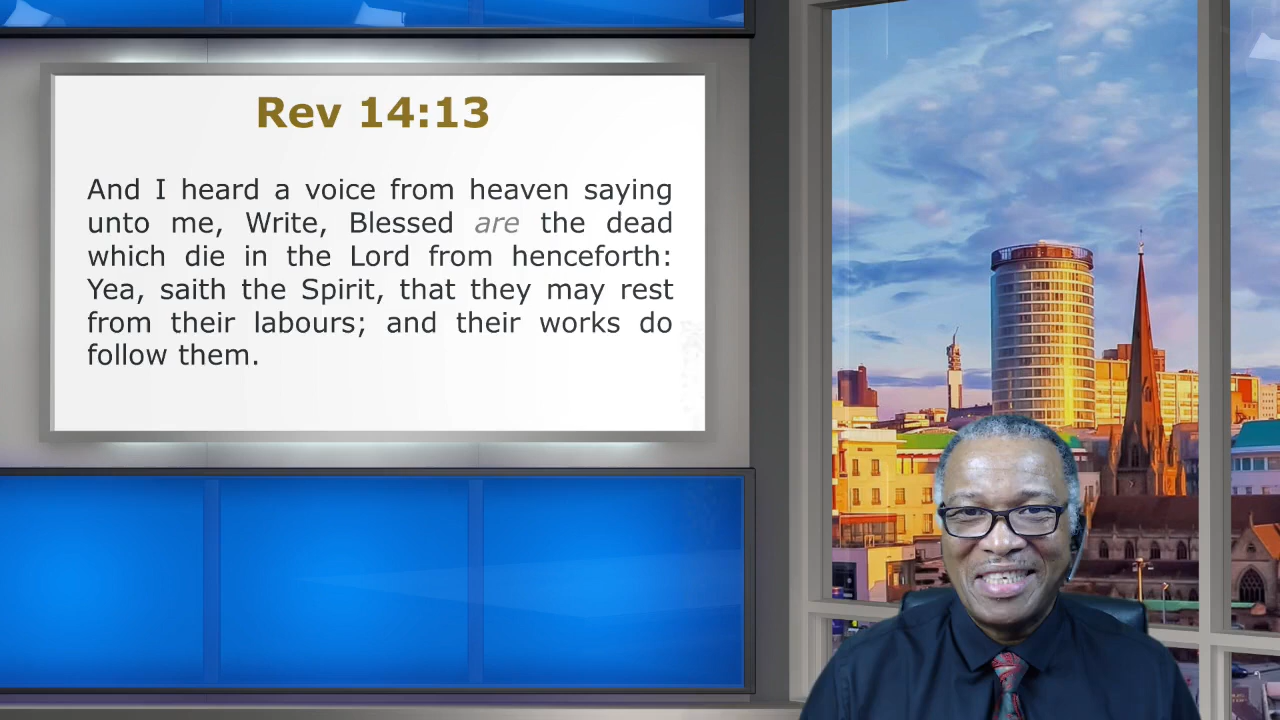 Rev 14:13
And I heard a voice from heaven saying
unto me, Write, Blessed are the dead
which die in the Lord from henceforth:
Yea, saith the Spirit, that they may rest
from their labours; and their works do
follow them.